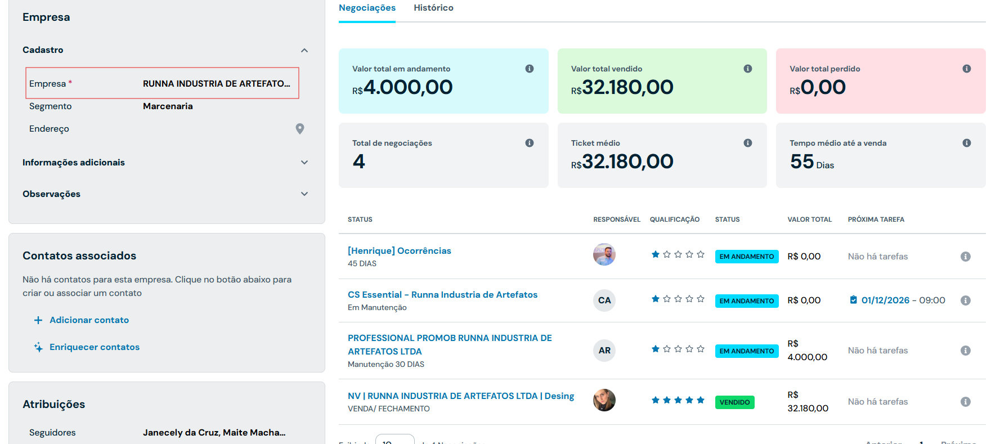 Empresa
Cadastro
Empresa *
RUNNA INDUSTRIA DE ARTEFATO...
Segmento
Marcenaria
Endereço
Informações adicionais
Observações
Contatos associados
Não há contatos para esta empresa. Clique no botão abaixo para
criar ou associar um contato
Adicionar contato
Enriquecer contatos
Atribuições
Seguidores
Janecely da Cruz, Maite Macha...
Negociações
Histórico
Valor total em andamento
R$4.000,00
Valor total vendido
R$32.180,00
Valor total perdido
R$0,00
Total de negociações
4
Ticket médio
R$32.180,00
Tempo médio até a venda
55 Dias
STATUS
RESPONSÁVEL
QUALIFICAÇÃO
STATUS
VALOR TOTAL
PRÓXIMA TAREFA
[Henrique] Ocorrências
45 DIAS
EM ANDAMENTO
R$ 0,00
Não há tarefas
CS Essential - Runna Industria de Artefatos
Em Manutenção
CA
EM ANDAMENTO
R$ 0,00
01/12/2026 - 09:00
PROFESSIONAL PROMOB RUNNA INDUSTRIA DE
ARTEFATOS LTDA
Manutenção 30 DIAS
AR
EM ANDAMENTO
R$
4.000,00
Não há tarefas
NV | RUNNA INDUSTRIA DE ARTEFATOS LTDA | Desing
VENDA/ FECHAMENTO
VENDIDO
R$
32.180,00
Não há tarefas
10
de 4 Negociações
Anterior
1
Próximo